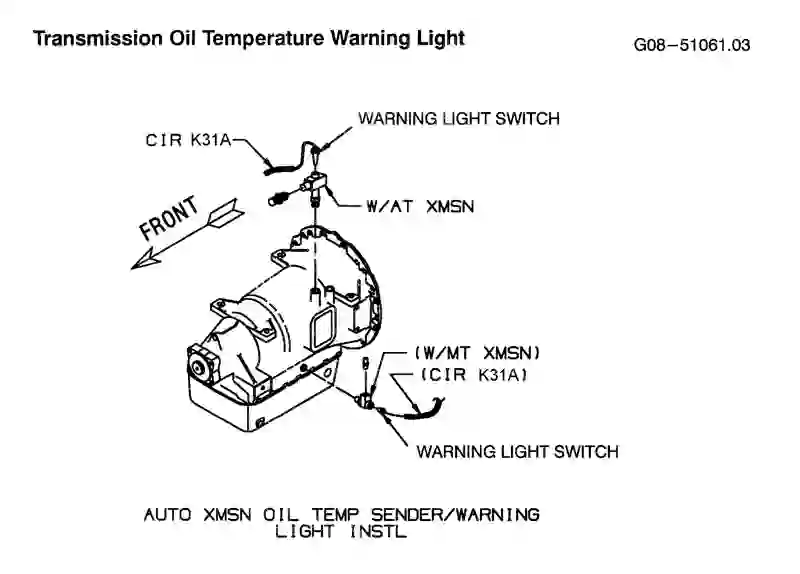 Transmission Oil Temperature Warning Light
G08-51061.03
WARNING LIGHT SWITCH
CIR K31A
W/AT XMSN
FRONT
(W/MT XMSN)
(CIR K31A)
WARNING LIGHT SWITCH
AUTO XMSN OIL TEMP SENDER/WARNING
LIGHT INSTL